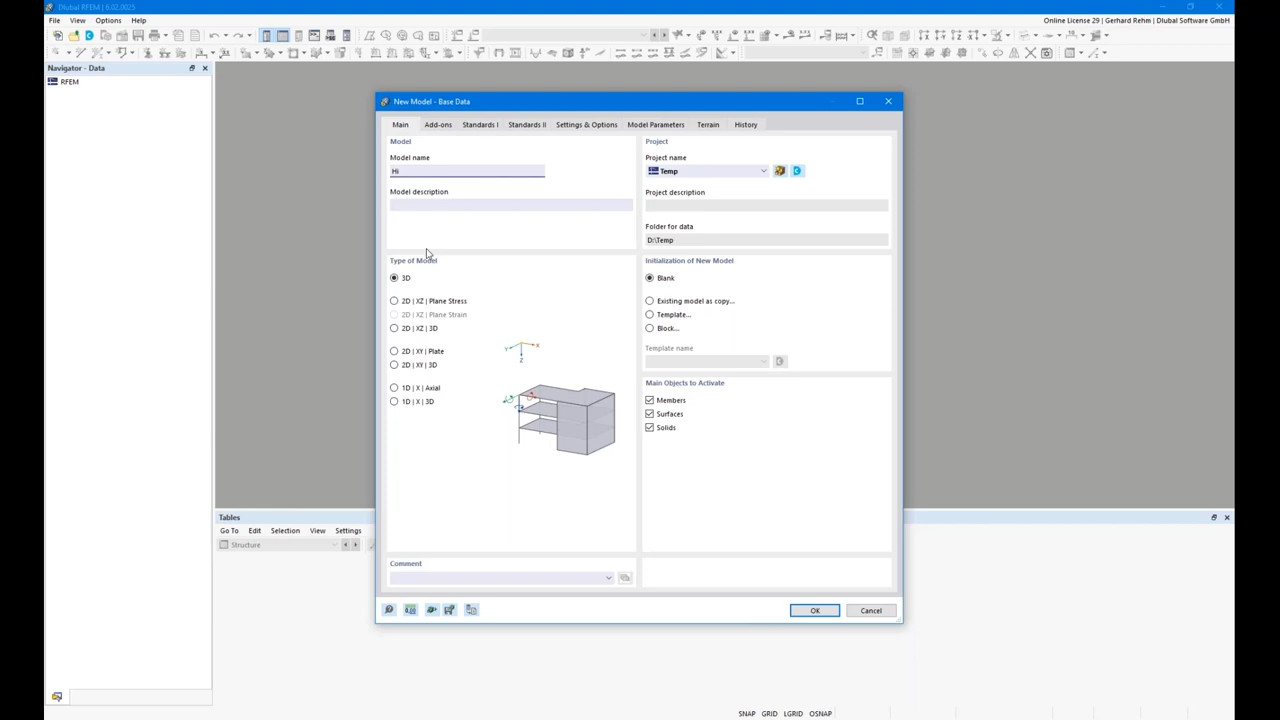 Dlubal RFEM | 6.02.0025
File View Options Help
Online License 29 | Gerhard Rehm | Dlubal Software GmbH
Navigator - Data
RFEM
New Model - Base Data
Main Add-ons Standards I Standards II Settings & Options Model Parameters Terrain History
Model
Model name
Hi
Model description
Project
Project name
Temp
Project description
Folder for data
D:\Temp
Type of Model
3D
2D | XZ | Plane Stress
2D | XZ | Plane Strain
2D | XZ | 3D
2D | XY | Plate
2D | XY | 3D
1D | X | Axial
1D | X | 3D
Y X
Z
Initialization of New Model
Blank
Existing model as copy...
Template...
Block...
Template name
Main Objects to Activate
Members
Surfaces
Solids
Comment
OK Cancel
Tables
Go To Edit Selection View Settings
Structure
SNAP GRID LGRID OSNAP